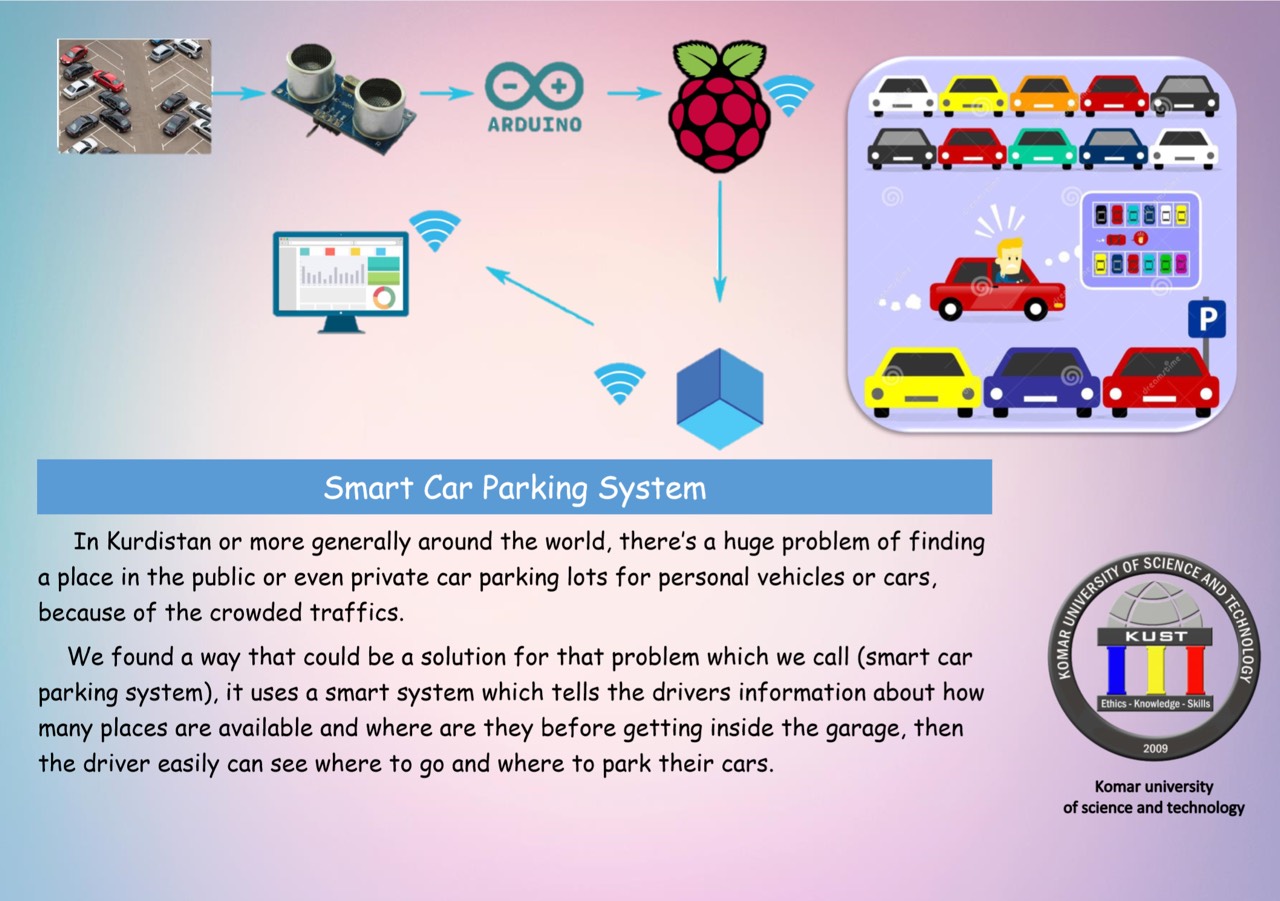 ARDUINO
P
dreamstime
Smart Car Parking System
In Kurdistan or more generally around the world, there's a huge problem of finding
a place in the public or even private car parking lots for personal vehicles or cars,
because of the crowded traffics.
We found a way that could be a solution for that problem which we call (smart car
parking system), it uses a smart system which tells the drivers information about how
many places are available and where are they before getting inside the garage, then
the driver easily can see where to go and where to park their cars.
KOMAR UNIVERSITY OF SCIENCE AND TECHNOLOGY
KUST
Ethics - Knowledge - Skills
2009
Komar university
of science and technology